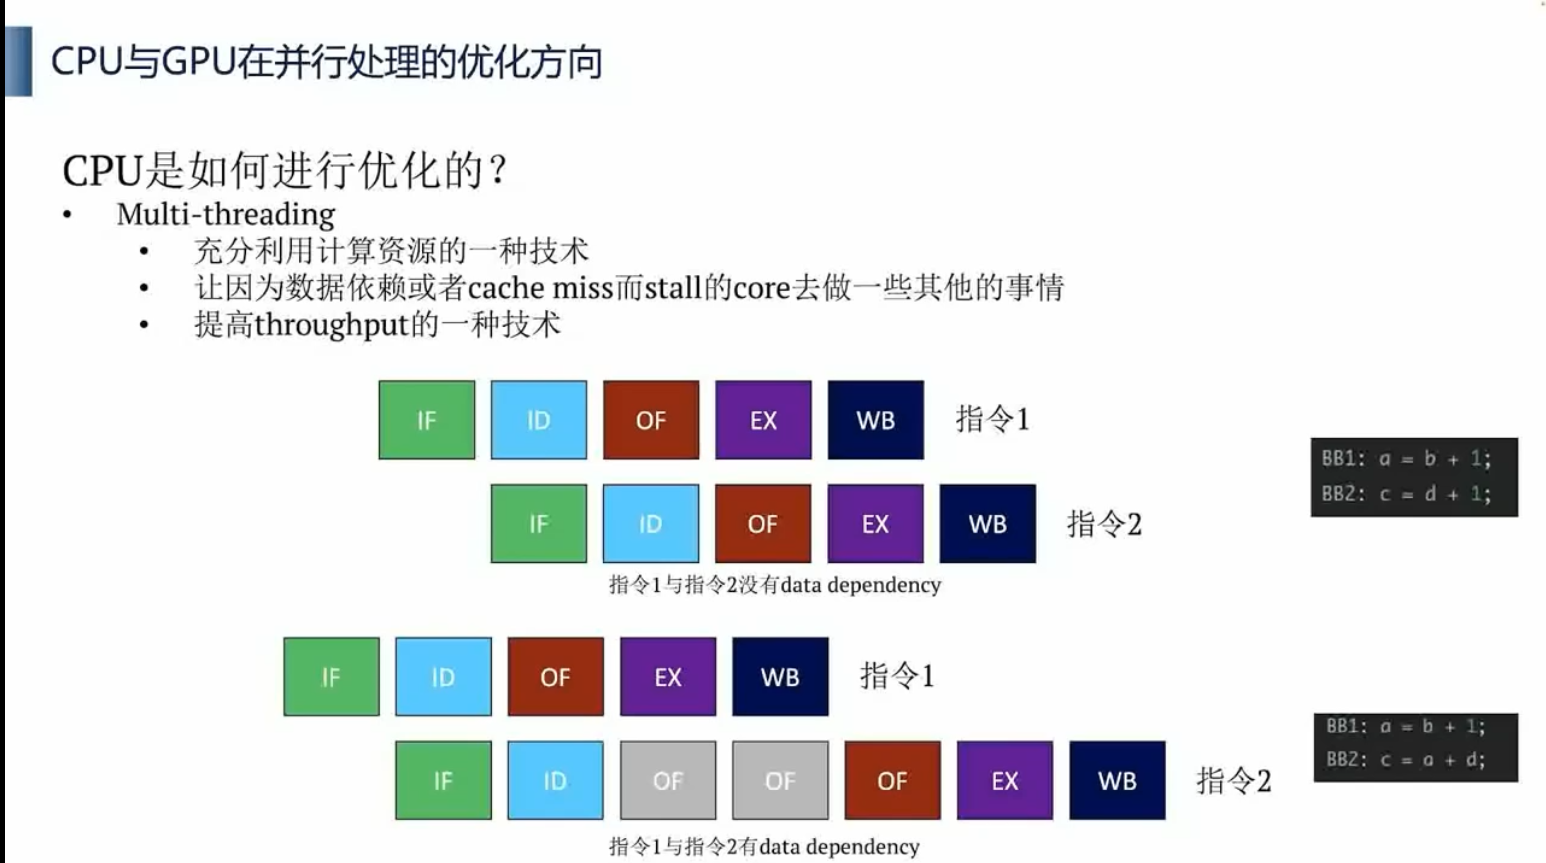 CPU与GPU在并行处理的优化方向
CPU是如何进行优化的？
• Multi-threading
• 充分利用计算资源的一种技术
• 让因为数据依赖或者cache miss而stall的core去做一些其他的事情
• 提高throughput的一种技术
IF ID OF EX WB 指令1
IF ID OF EX WB 指令2
BB1: a = b + 1;
BB2: c = d + 1;
指令1与指令2没有data dependency
IF ID OF EX WB 指令1
IF ID OF OF OF EX WB 指令2
BB1: a = b + 1;
BB2: c = a + d;
指令1与指令2有data dependency